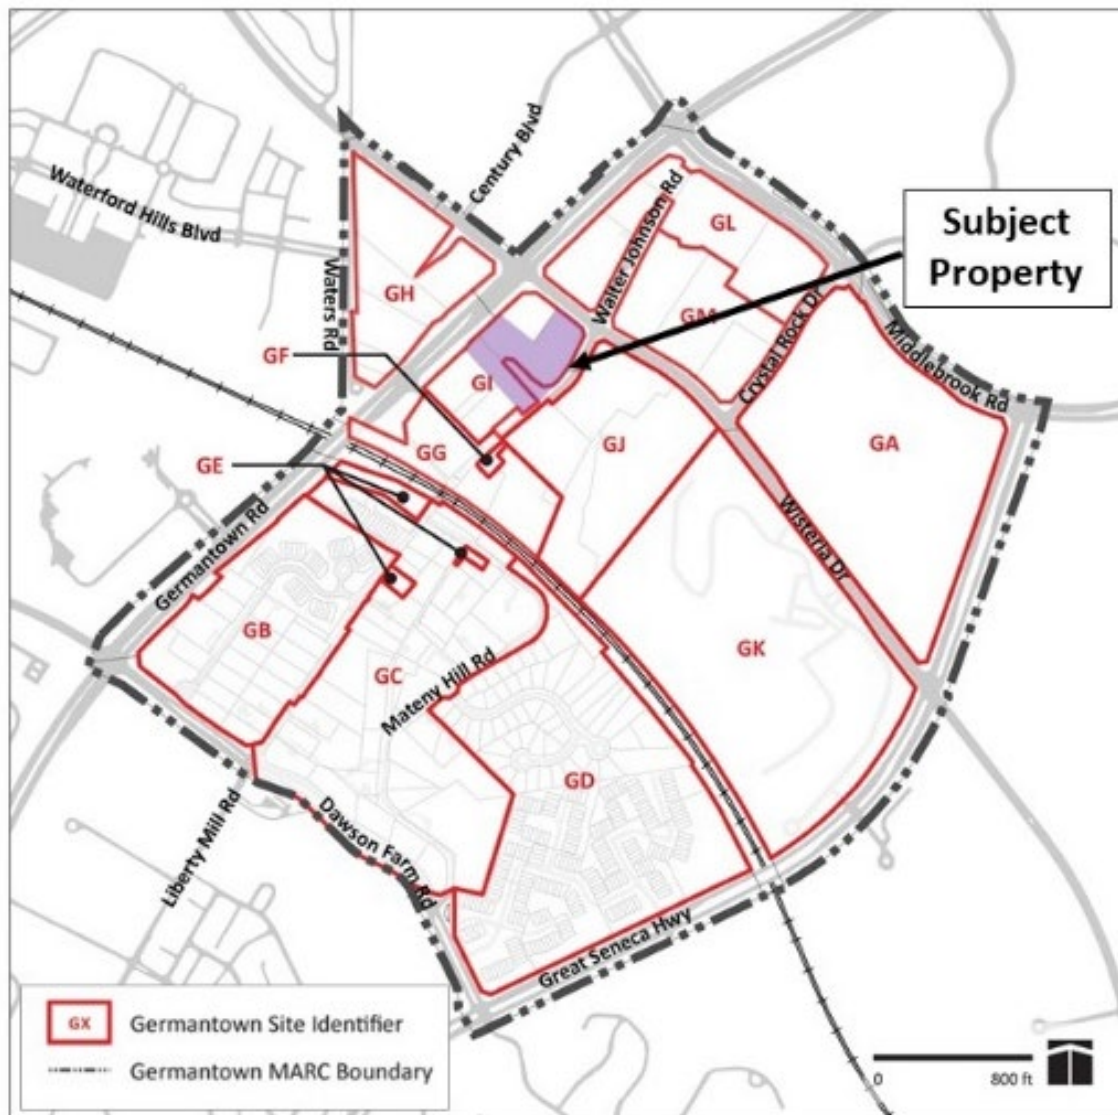 Century Blvd
Waterford Hills Blvd
Waters Rd
Walter Johnson Rd
GL
Subject
Property
GH
GM
Crystal Rock Dr
Middlebrook Rd
GF
GI
GJ
GA
GG
GE
Germantown Rd
Wisteria Dr
GB
GK
GC
Mateny Hill Rd
GD
Liberty Mill Rd
Dawson Farm Rd
Great Seneca Hwy
GX Germantown Site Identifier
Germantown MARC Boundary
0 800 ft